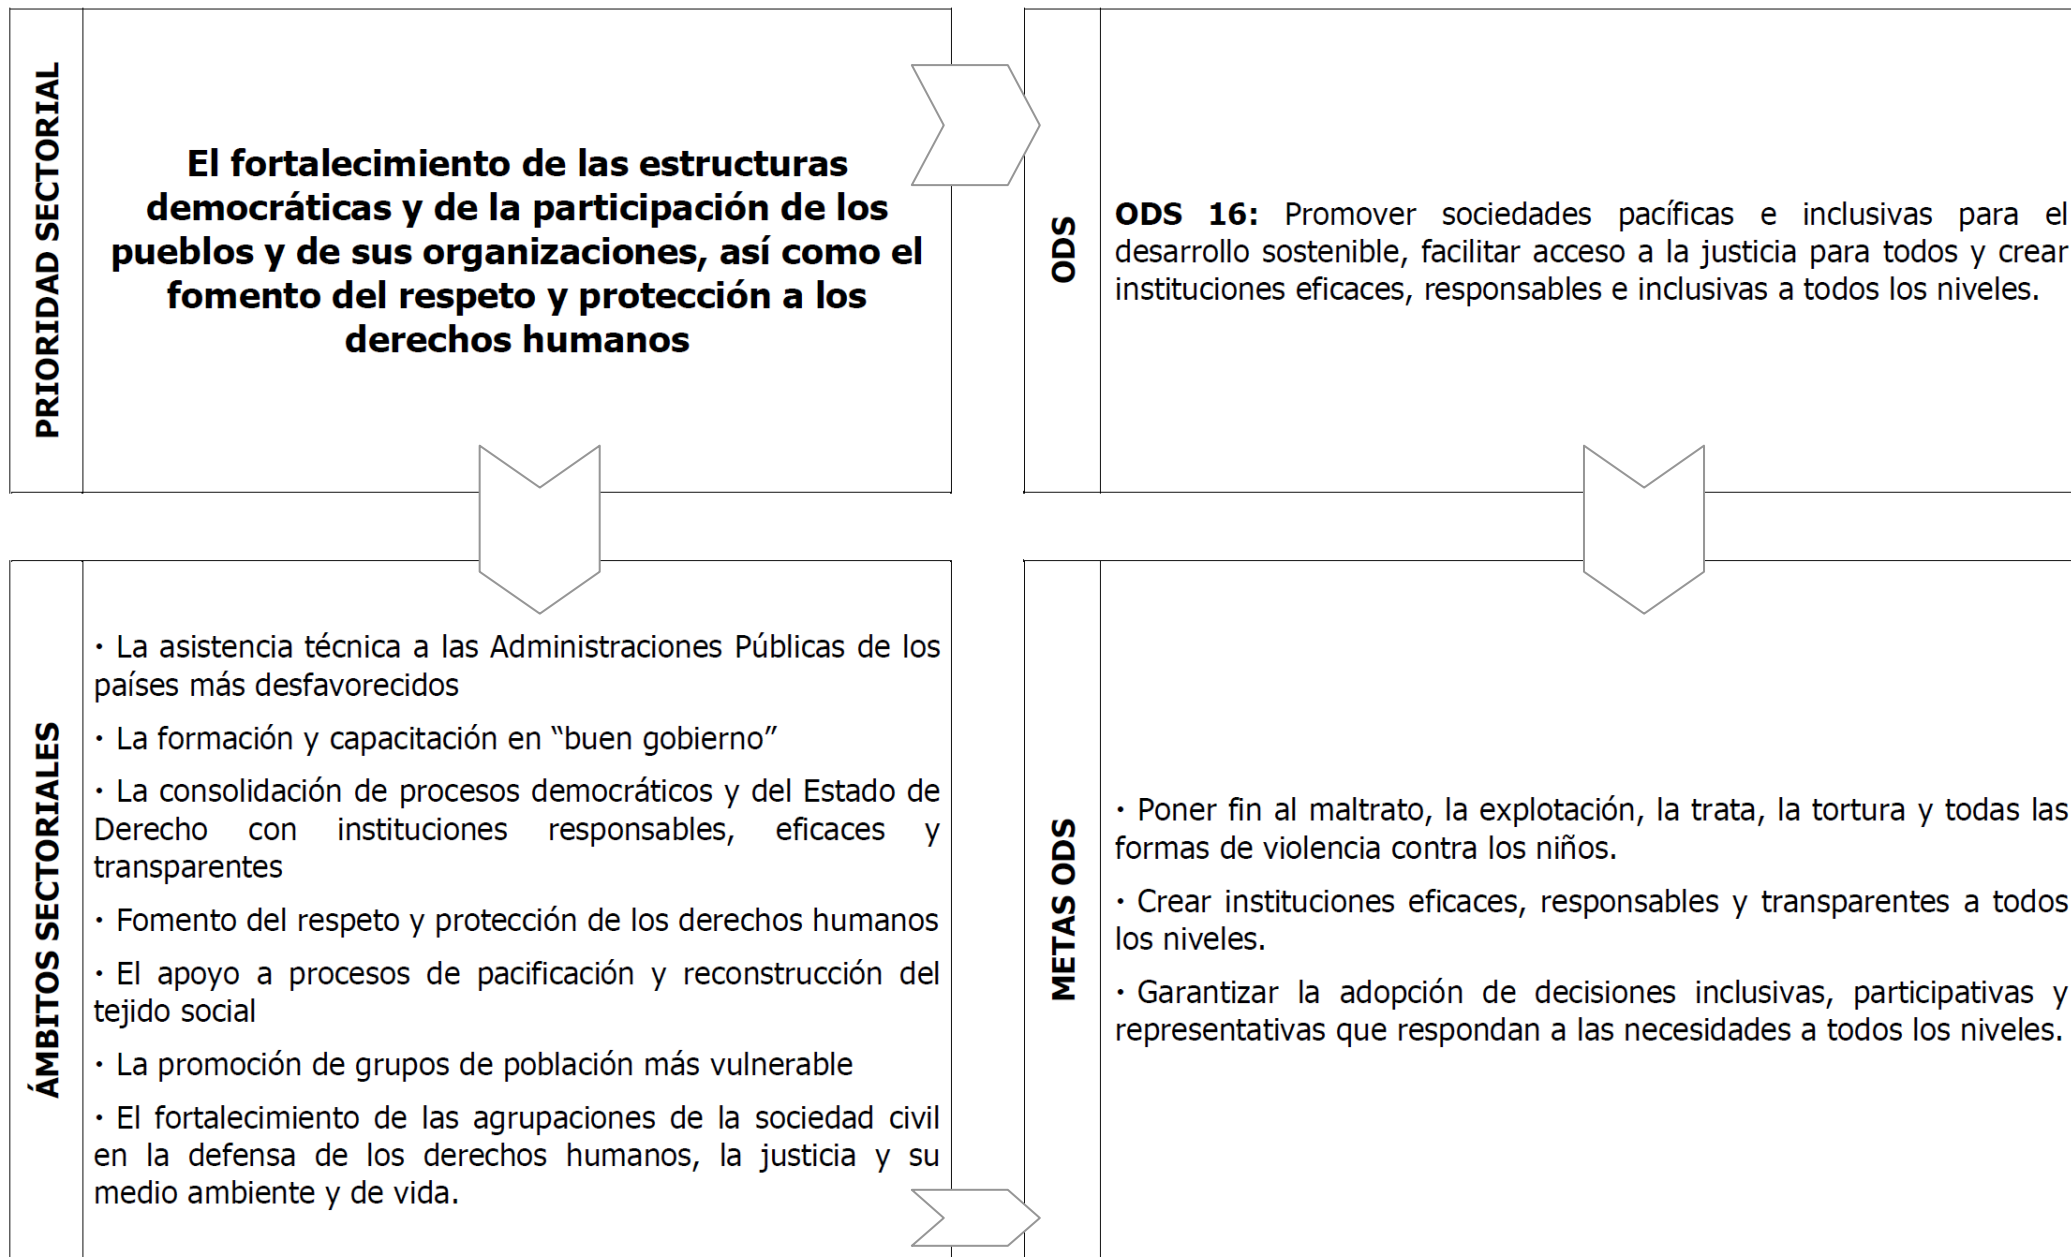 PRIORIDAD SECTORIAL
El fortalecimiento de las estructuras
democráticas y de la participación de los
pueblos y de sus organizaciones, así como el
fomento del respeto y protección a los
derechos humanos
ODS
ODS 16: Promover sociedades pacíficas e inclusivas para el
desarrollo sostenible, facilitar acceso a la justicia para todos y crear
instituciones eficaces, responsables e inclusivas a todos los niveles.
ÁMBITOS SECTORIALES
· La asistencia técnica a las Administraciones Públicas de los
países más desfavorecidos
· La formación y capacitación en “buen gobierno”
· La consolidación de procesos democráticos y del Estado de
Derecho con instituciones responsables, eficaces y
transparentes
· Fomento del respeto y protección de los derechos humanos
· El apoyo a procesos de pacificación y reconstrucción del
tejido social
· La promoción de grupos de población más vulnerable
· El fortalecimiento de las agrupaciones de la sociedad civil
en la defensa de los derechos humanos, la justicia y su
medio ambiente y de vida.
METAS ODS
· Poner fin al maltrato, la explotación, la trata, la tortura y todas las
formas de violencia contra los niños.
· Crear instituciones eficaces, responsables y transparentes a todos
los niveles.
· Garantizar la adopción de decisiones inclusivas, participativas y
representativas que respondan a las necesidades a todos los niveles.